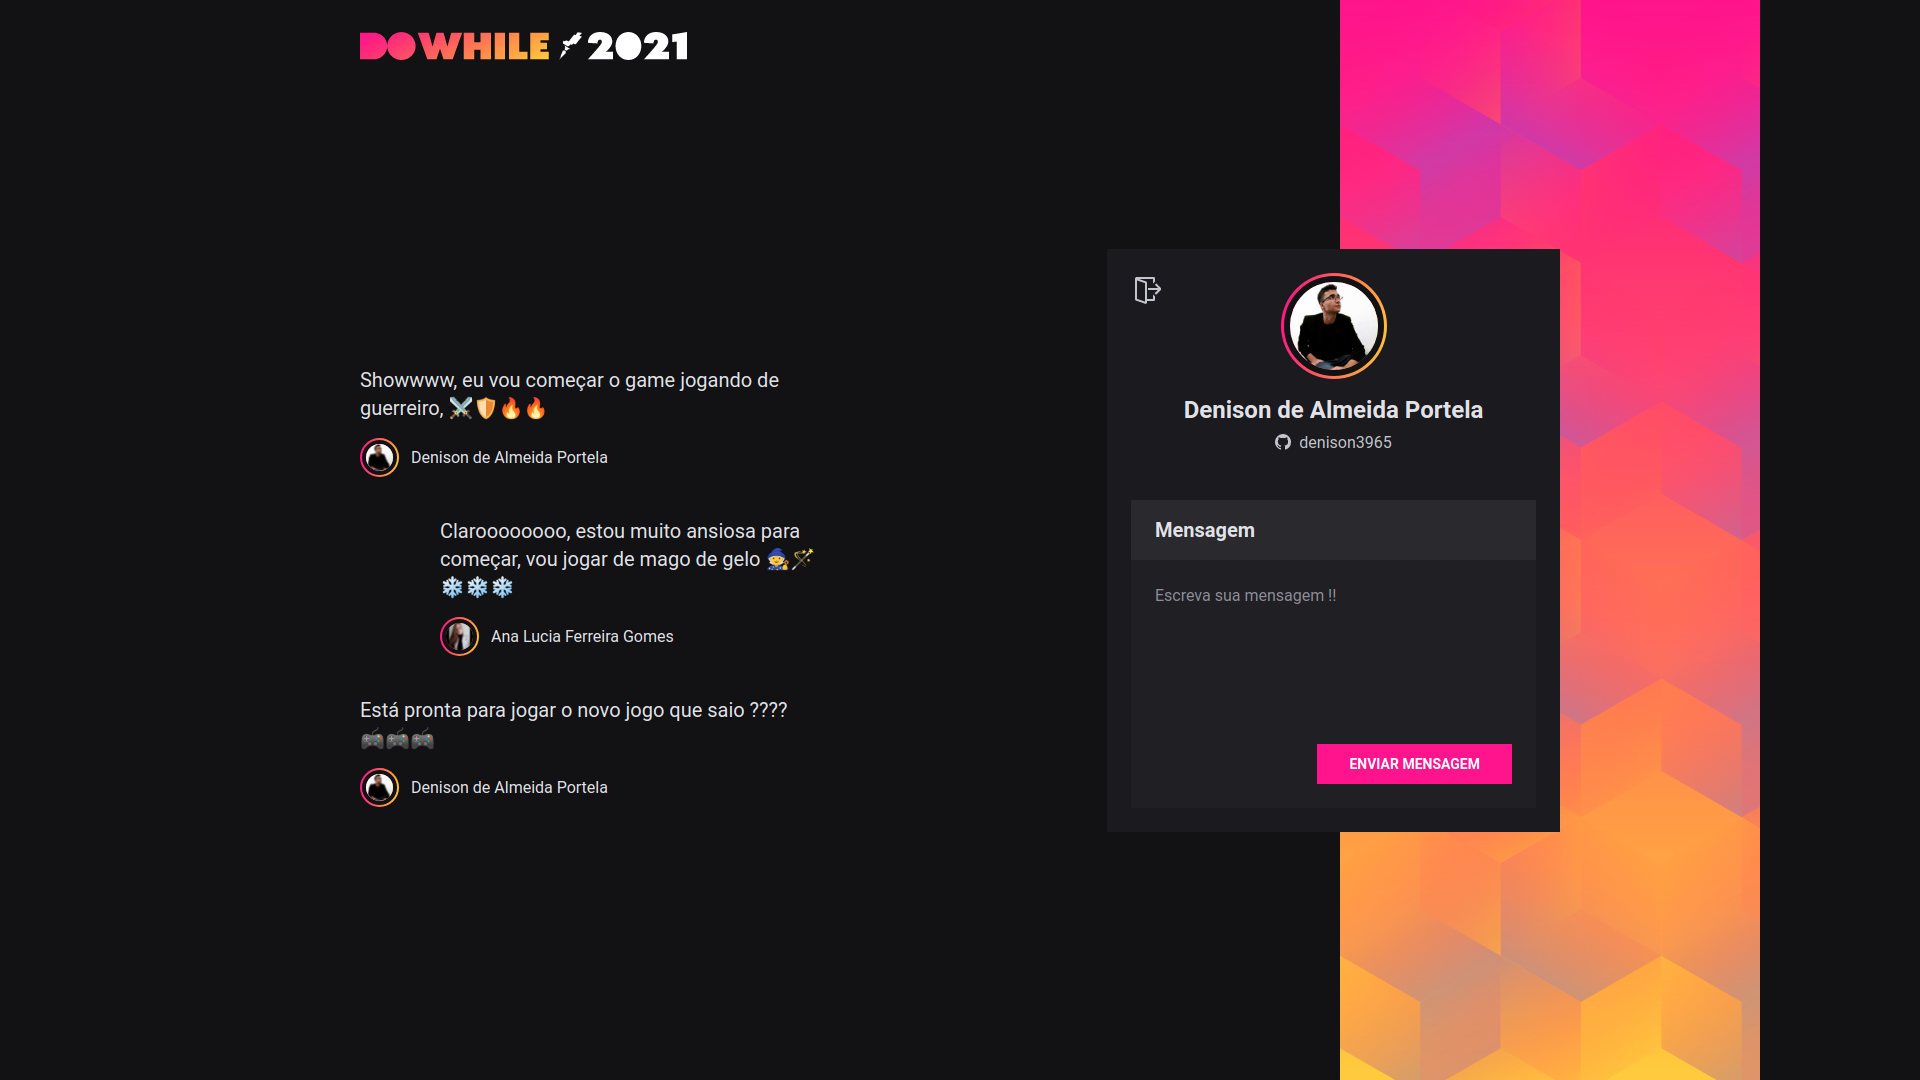 DOWHILE 2021
Showwww, eu vou começar o game jogando de
guerreiro, ⚔️🛡️🔥🔥
Denison de Almeida Portela
Claroooooooo, estou muito ansiosa para
começar, vou jogar de mago de gelo 🧙🪄
❄️❄️❄️
Ana Lucia Ferreira Gomes
Está pronta para jogar o novo jogo que saio ????
🎮🎮🎮
Denison de Almeida Portela
Denison de Almeida Portela
denison3965
Mensagem
Escreva sua mensagem !!
ENVIAR MENSAGEM